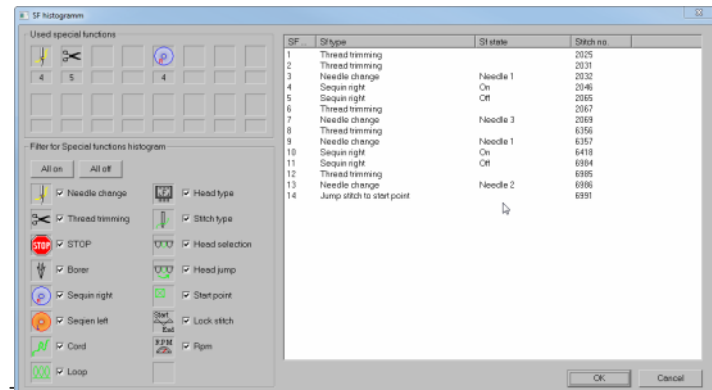 SF histogramm
Used special functions
4 5 4
Filter for Special functions histogram
All on All off
Needle change Head type
Thread trimming Stitch type
STOP STOP Head selection
Borer Head jump
Sequin right Start point
Seqien left Start End Lock stitch
Cord R.P.M Rpm
Loop
SF... St type St state Stitch no.
1 Thread trimming 2025
2 Thread trimming 2031
3 Needle change Needle 1 2032
4 Sequin right On 2046
5 Sequin right Off 2065
6 Thread trimming 2067
7 Needle change Needle 3 2069
8 Thread trimming 6356
9 Needle change Needle 1 6357
10 Sequin right On 6418
11 Sequin right Off 6984
12 Thread trimming 6985
13 Needle change Needle 2 6986
14 Jump stitch to start point 6991
OK Cancel